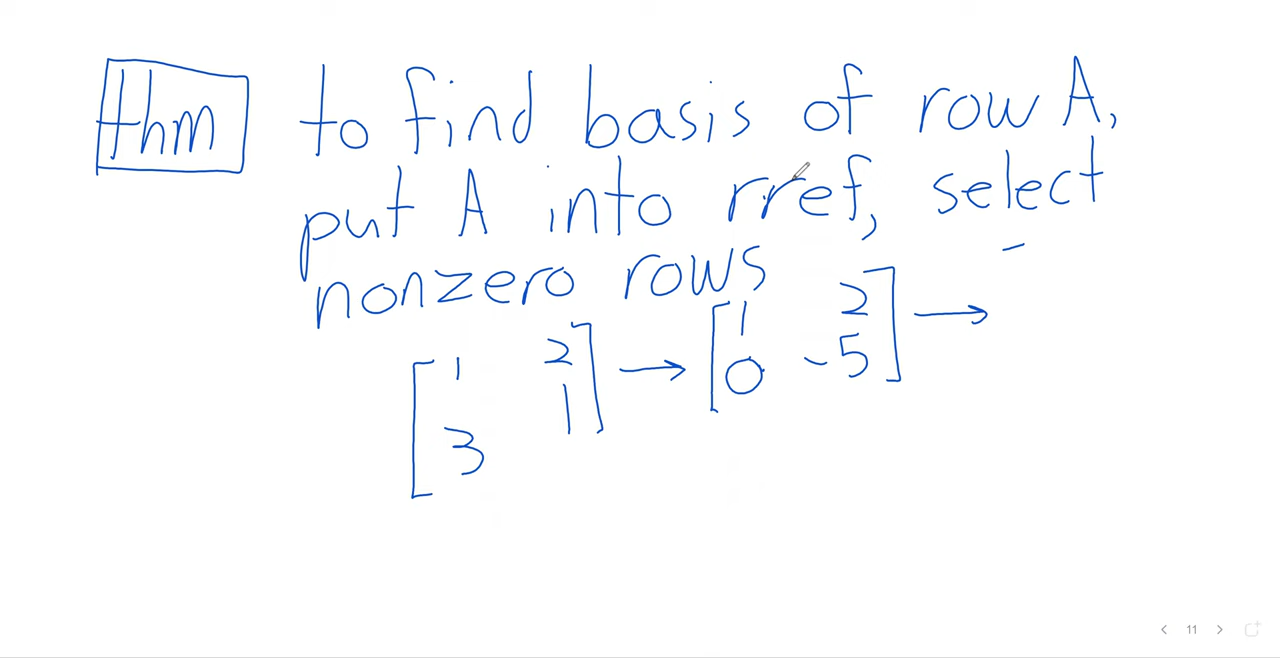 thm to find basis of row A,
put A into rref, select
nonzero rows
[1 2] → [1 2] →
[3 1] [0 -5]
< 11 >